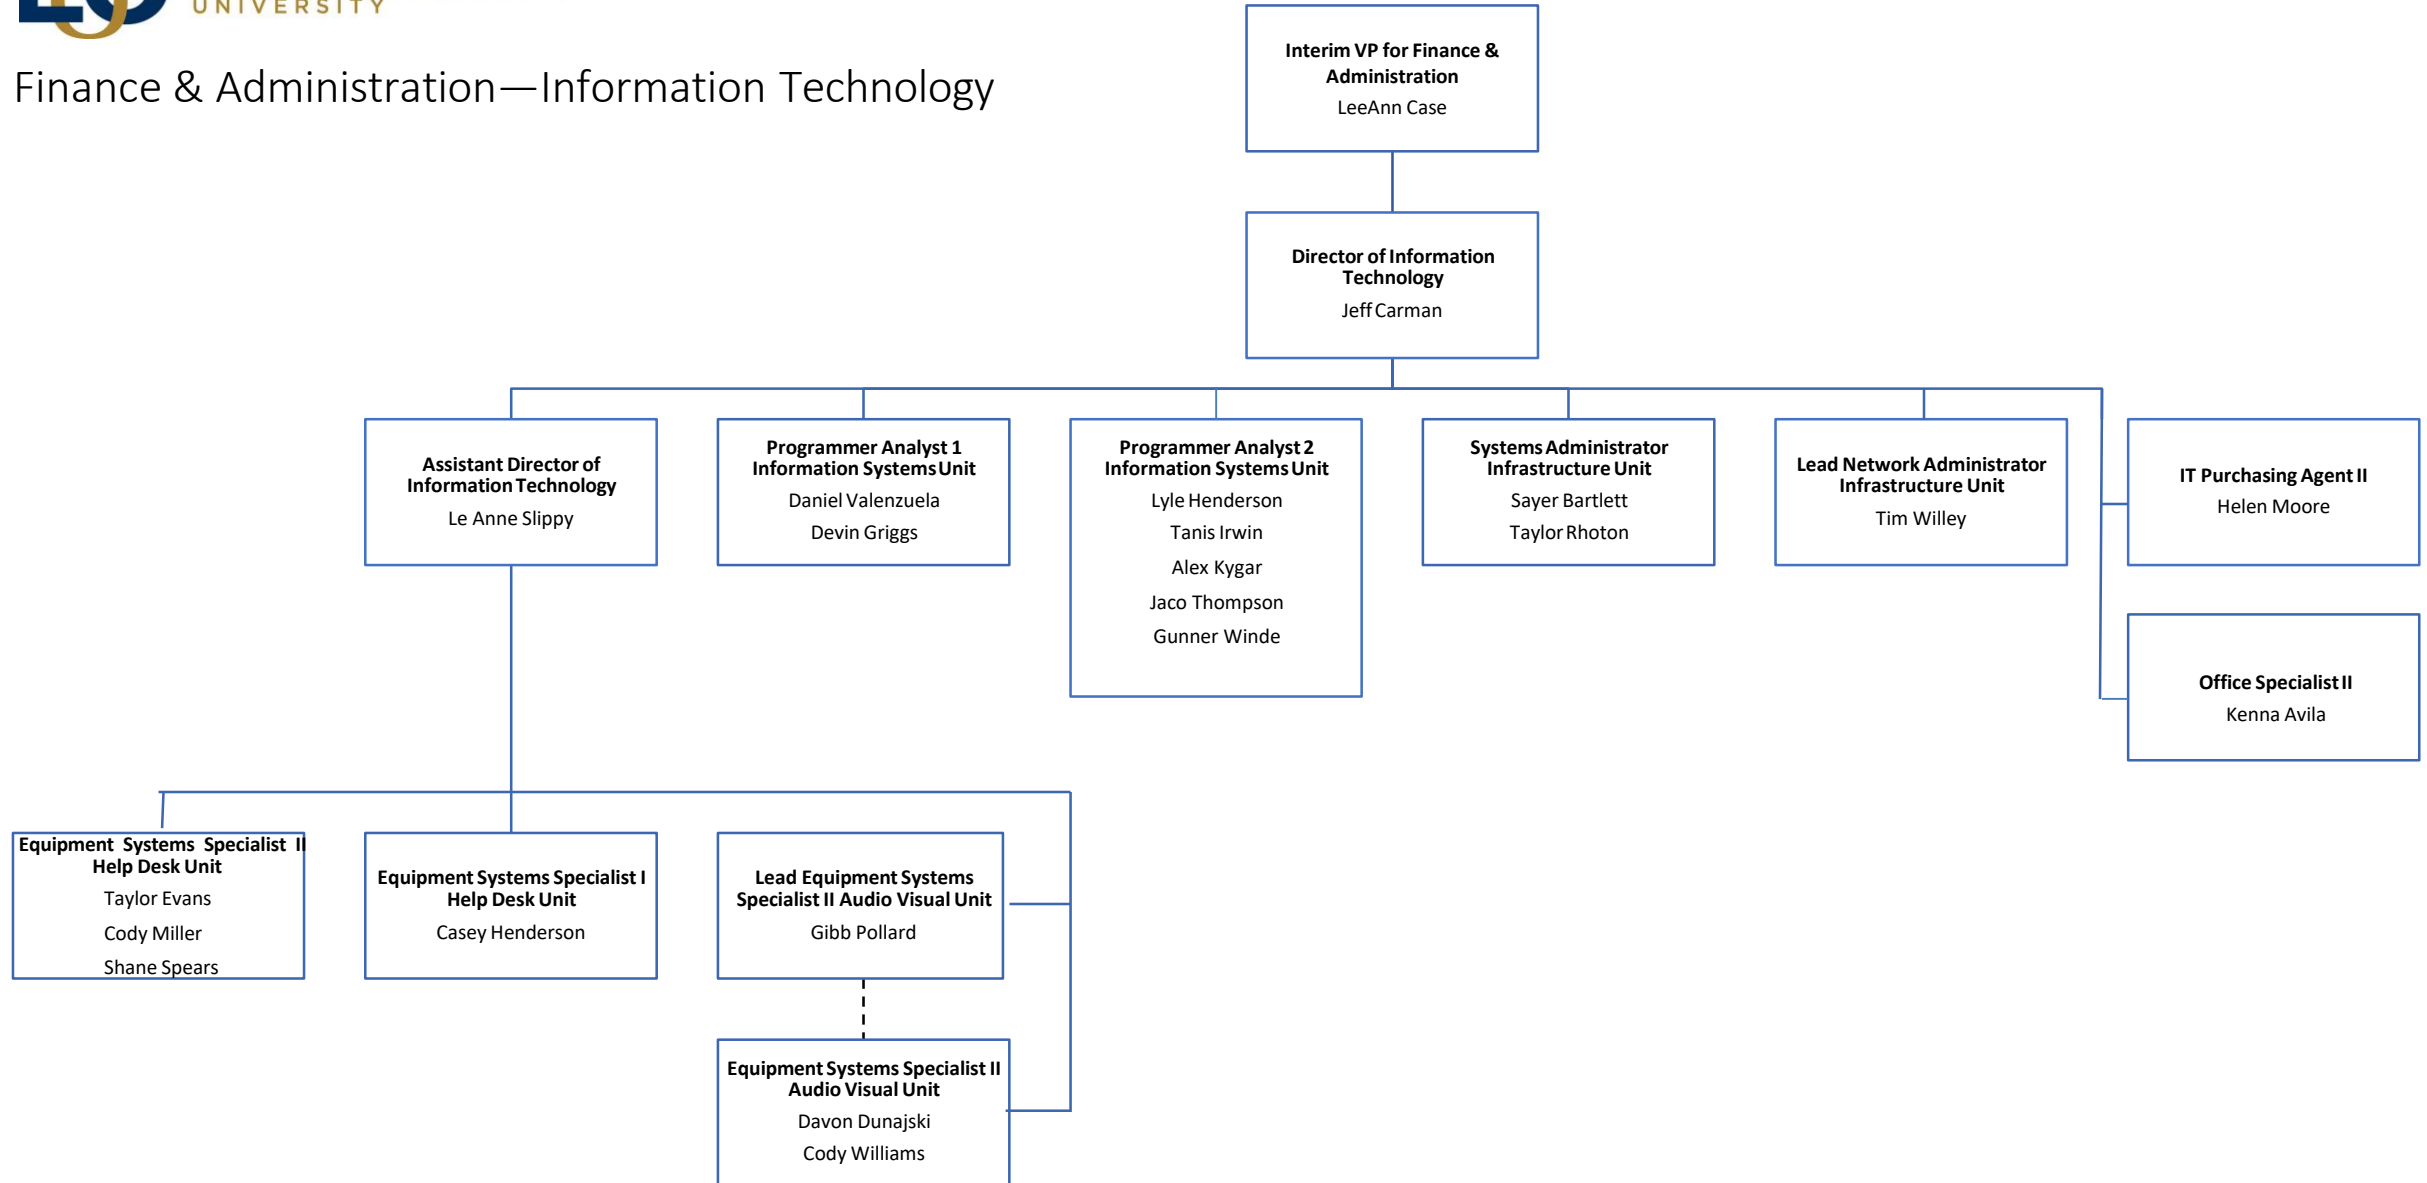 UNIVERSITY
Finance & Administration—Information Technology
Interim VP for Finance &
Administration
LeeAnn Case
Director of Information
Technology
Jeff Carman
Assistant Director of
Information Technology
Le Anne Slippy
Programmer Analyst 1
Information Systems Unit
Daniel Valenzuela
Devin Griggs
Programmer Analyst 2
Information Systems Unit
Lyle Henderson
Tanis Irwin
Alex Kygar
Jaco Thompson
Gunner Winde
Systems Administrator
Infrastructure Unit
Sayer Bartlett
Taylor Rhoton
Lead Network Administrator
Infrastructure Unit
Tim Willey
IT Purchasing Agent II
Helen Moore
Office Specialist II
Kenna Avila
Equipment Systems Specialist II
Help Desk Unit
Taylor Evans
Cody Miller
Shane Spears
Equipment Systems Specialist I
Help Desk Unit
Casey Henderson
Lead Equipment Systems
Specialist II Audio Visual Unit
Gibb Pollard
Equipment Systems Specialist II
Audio Visual Unit
Davon Dunajski
Cody Williams